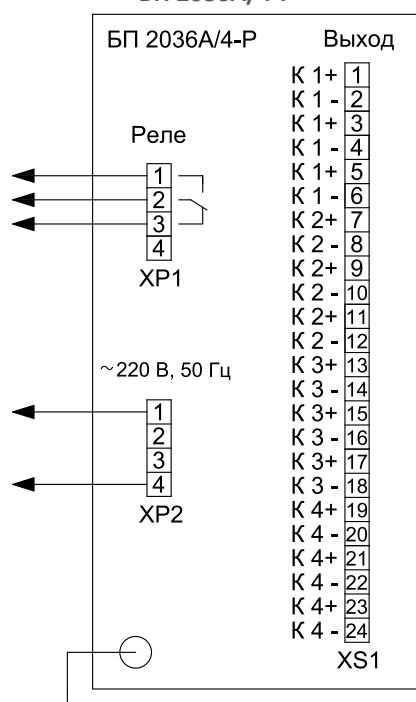 БП 2036А/4-Р
Выход
Реле
1
2
3
4
XP1
~220 В, 50 Гц
1
2
3
4
XP2
К 1+ 1
К 1 - 2
К 1+ 3
К 1 - 4
К 1+ 5
К 1 - 6
К 2+ 7
К 2 - 8
К 2+ 9
К 2 - 10
К 2+ 11
К 2 - 12
К 3+ 13
К 3 - 14
К 3+ 15
К 3 - 16
К 3+ 17
К 3 - 18
К 4+ 19
К 4 - 20
К 4+ 21
К 4 - 22
К 4+ 23
К 4 - 24
XS1